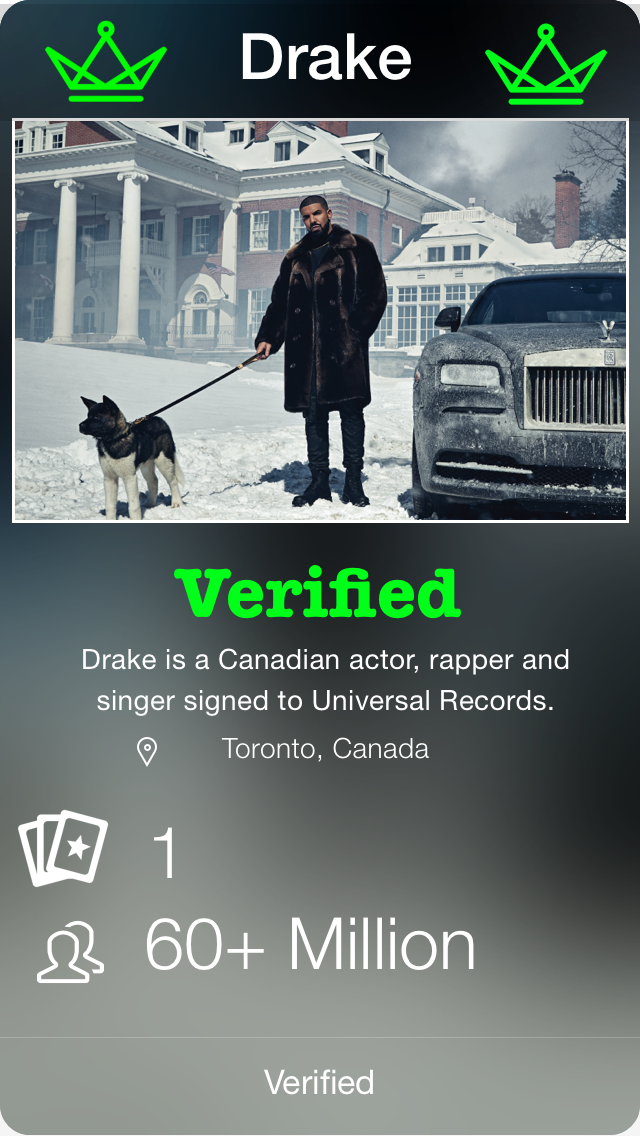 Drake
Verified
Drake is a Canadian actor, rapper and
singer signed to Universal Records.
Toronto, Canada
1
60+ Million
Verified